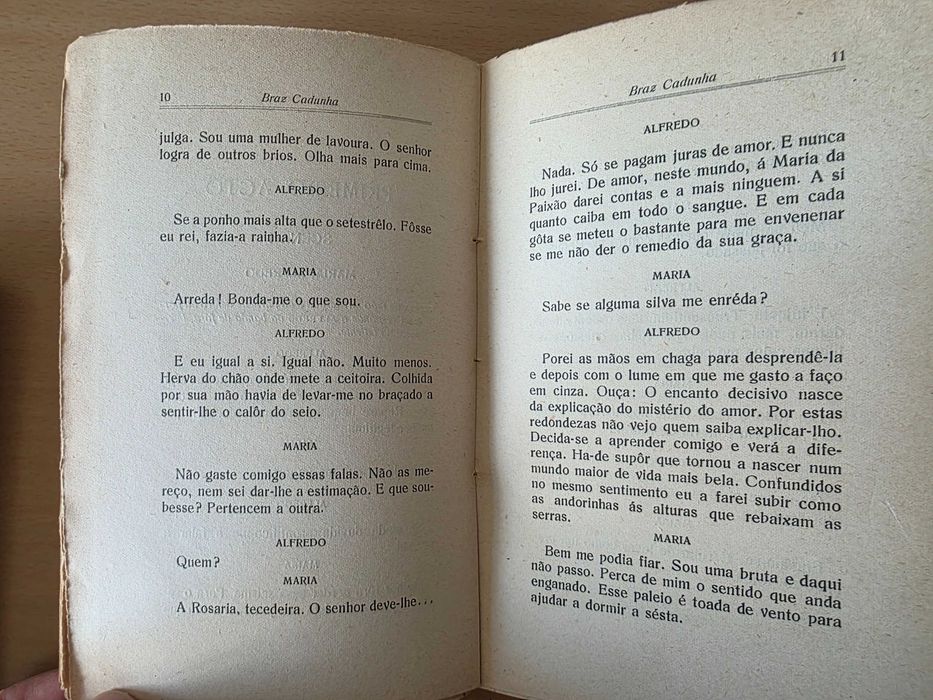 10
Braz Cadunha
julga. Sou uma mulher de lavoura. O senhor
logra de outros brios. Olha mais para cima.
ALFREDO
Se a ponho mais alta que o setestrêlo. Fôsse
eu rei, fazia-a rainha.
MARIA
Arreda! Bonda-me o que sou.
ALFREDO
E eu igual a si. Igual não. Muito menos.
Herva do chão onde mete a ceitoira. Colhida
por sua mão havia de levar-me no braçado a
sentir-lhe o calôr do seio.
MARIA
Não gaste comigo essas falas. Não as me-
reço, nem sei dar-lhe a estimação. E que sou-
besse? Pertencem a outra.
ALFREDO
Quem?
MARIA
A Rosaria, tecedeira. O senhor deve-lhe...
Braz Cadunha
11
ALFREDO
Nada. Só se pagam juras de amor. E nunca
lho jurei. De amor, neste mundo, á Maria da
Paixão darei contas e a mais ninguem. A si
quanto caiba em todo o sangue. E em cada
gôta se meteu o bastante para me envenenar
se me não der o remedio da sua graça.
MARIA
Sabe se alguma silva me enréda?
ALFREDO
Porei as mãos em chaga para desprendê-la
e depois com o lume em que me gasto a faço
em cinza. Ouça: O encanto decisivo nasce
da explicação do mistério do amor. Por estas
redondezas não vejo quem saiba explicar-lho.
Decida-se a aprender comigo e verá a dife-
rença. Ha-de supôr que tornou a nascer num
mundo maior de vida mais bela. Confundidos
no mesmo sentimento eu a farei subir como
as andorinhas ás alturas que rebaixam as
serras.
MARIA
Bem me podia fiar. Sou uma bruta e daqui
não passo. Perca de mim o sentido que anda
enganado. Esse paleio é toada de vento para
ajudar a dormir a sésta.